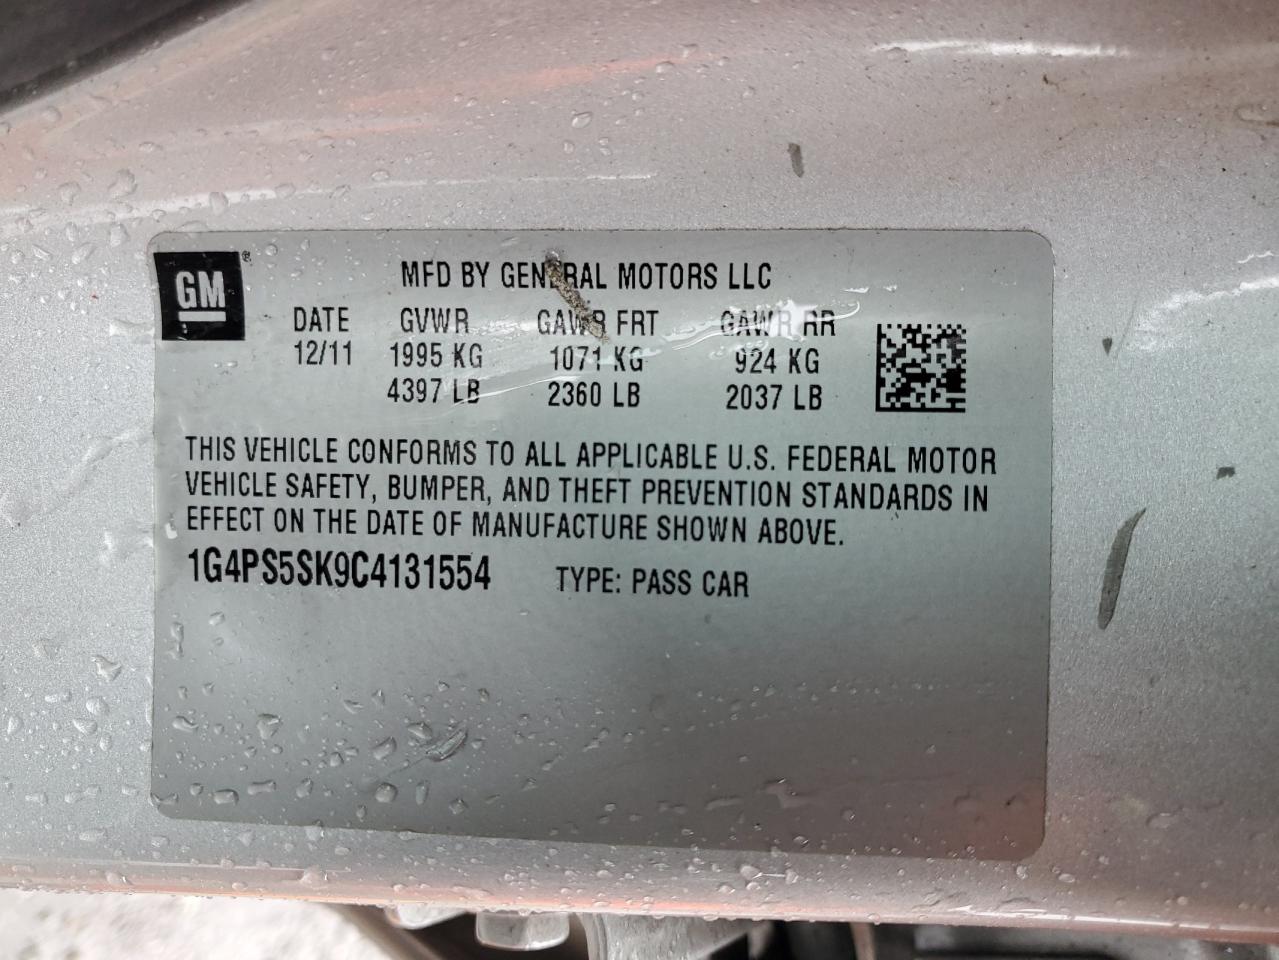 GM®
MFD BY GENERAL MOTORS LLC
DATE GVWR GAWR FRT GAWR RR
12/11 1995 KG 1071 KG 924 KG
4397 LB 2360 LB 2037 LB
THIS VEHICLE CONFORMS TO ALL APPLICABLE U.S. FEDERAL MOTOR
VEHICLE SAFETY, BUMPER, AND THEFT PREVENTION STANDARDS IN
EFFECT ON THE DATE OF MANUFACTURE SHOWN ABOVE.
1G4PS5SK9C4131554 TYPE: PASS CAR